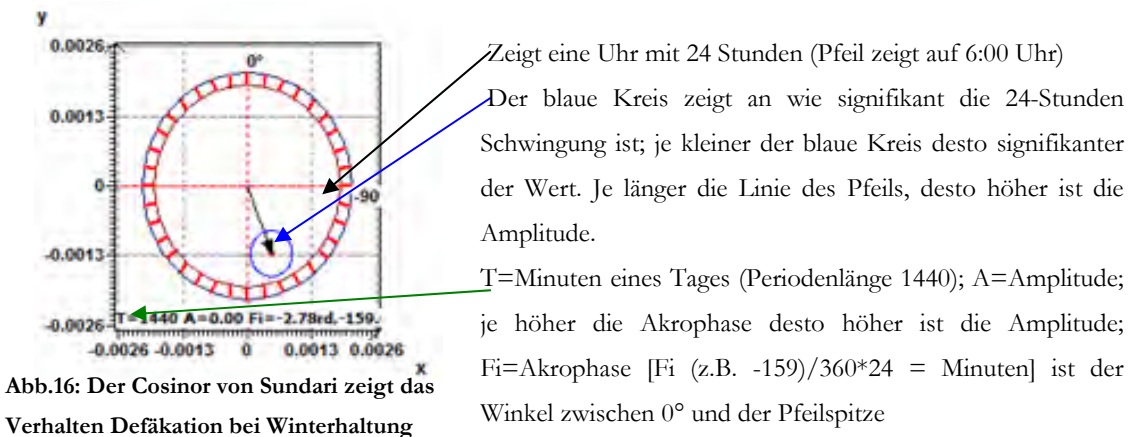 y
0.0026
0°
0.0013
0
-90
-0.0013
-0.0026
T=1440 A=0.00 Fi=-2.78rd.-159.
-0.0026 -0.0013 0 0.0013 0.0026
x
Abb.16: Der Cosinor von Sundari zeigt das
Verhalten Defäkation bei Winterhaltung
Zeigt eine Uhr mit 24 Stunden (Pfeil zeigt auf 6:00 Uhr)
Der blaue Kreis zeigt an wie signifikant die 24-Stunden
Schwingung ist; je kleiner der blaue Kreis desto signifikanter
der Wert. Je länger die Linie des Pfeils, desto höher ist die
Amplitude.
T=Minuten eines Tages (Periodenlänge 1440); A=Amplitude;
je höher die Akrophase desto höher ist die Amplitude;
Fi=Akrophase [Fi (z.B. -159)/360*24 = Minuten] ist der
Winkel zwischen 0° und der Pfeilspitze